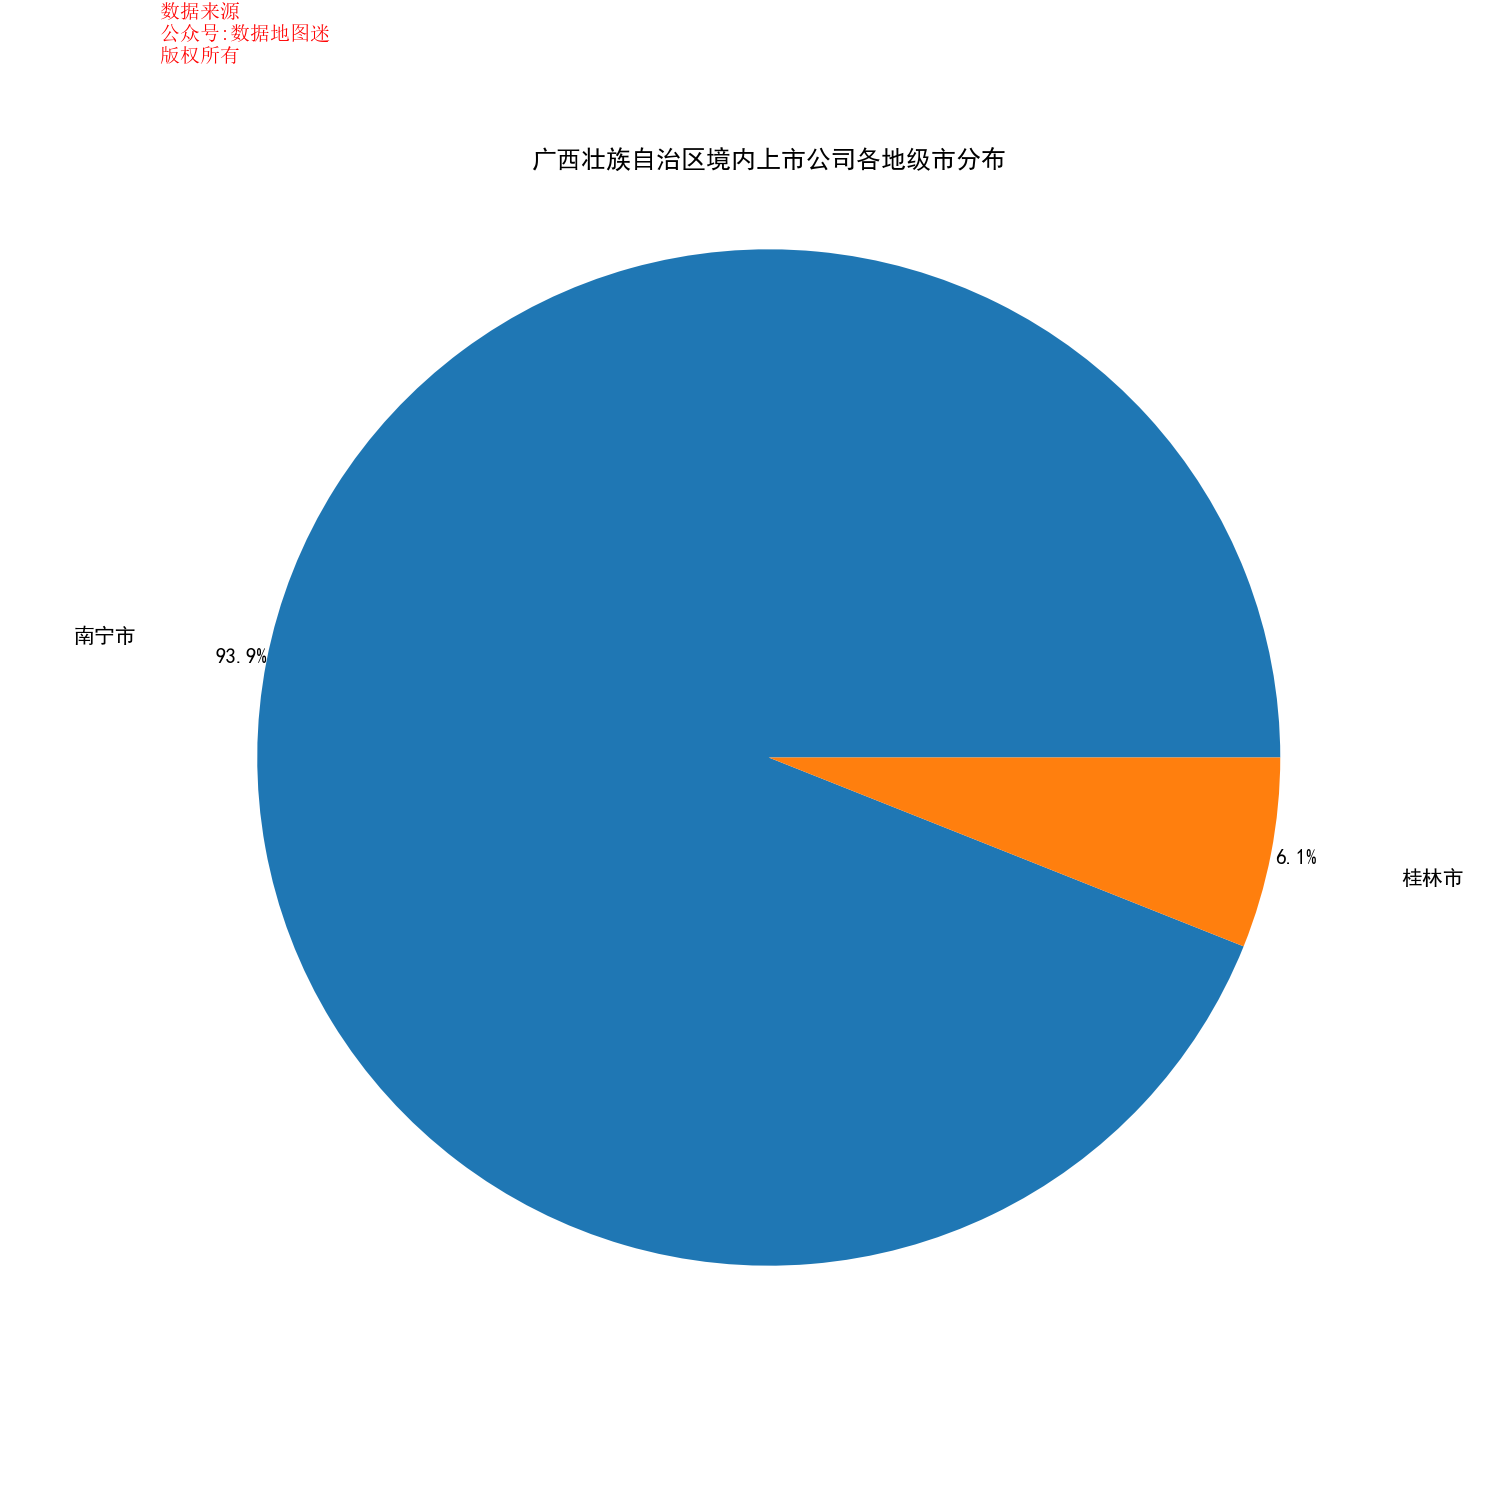 数据来源
公众号:数据地图迷
版权所有
广西壮族自治区境内上市公司各地级市分布
南宁市
93.9%
6.1%
桂林市